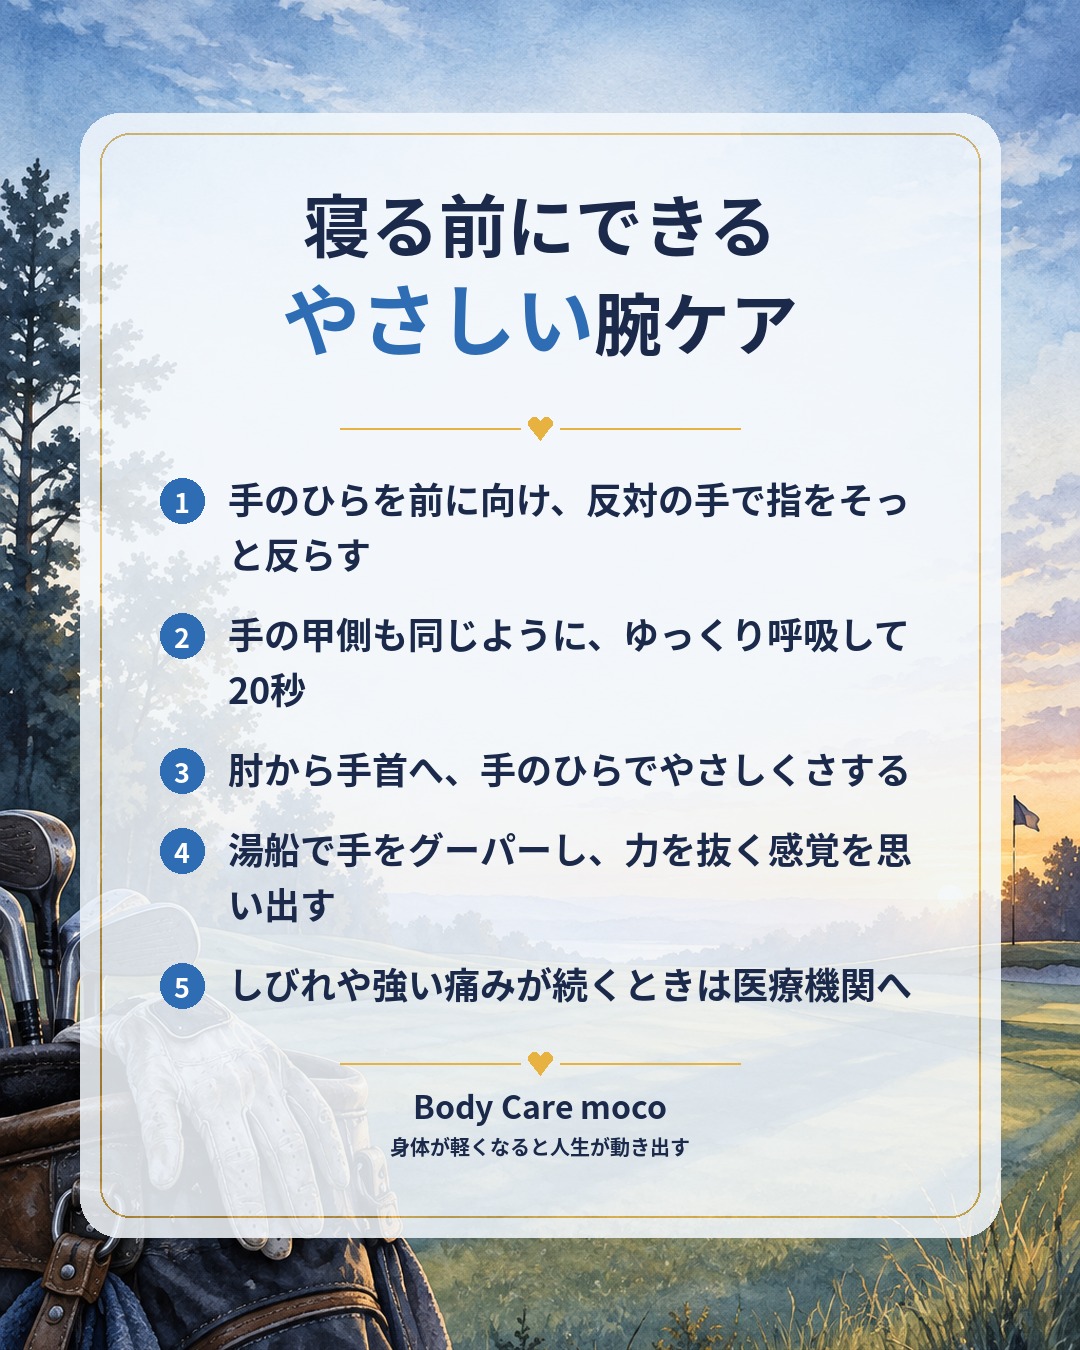 寝る前にできる
やさしい腕ケア
1 手のひらを前に向け、反対の手で指をそっ
と反らす
2 手の甲側も同じように、ゆっくり呼吸して
20秒
3 肘から手首へ、手のひらでやさしくさする
4 湯船で手をグーパーし、力を抜く感覚を思
い出す
5 しびれや強い痛みが続くときは医療機関へ
Body Care moco
身体が軽くなると人生が動き出す